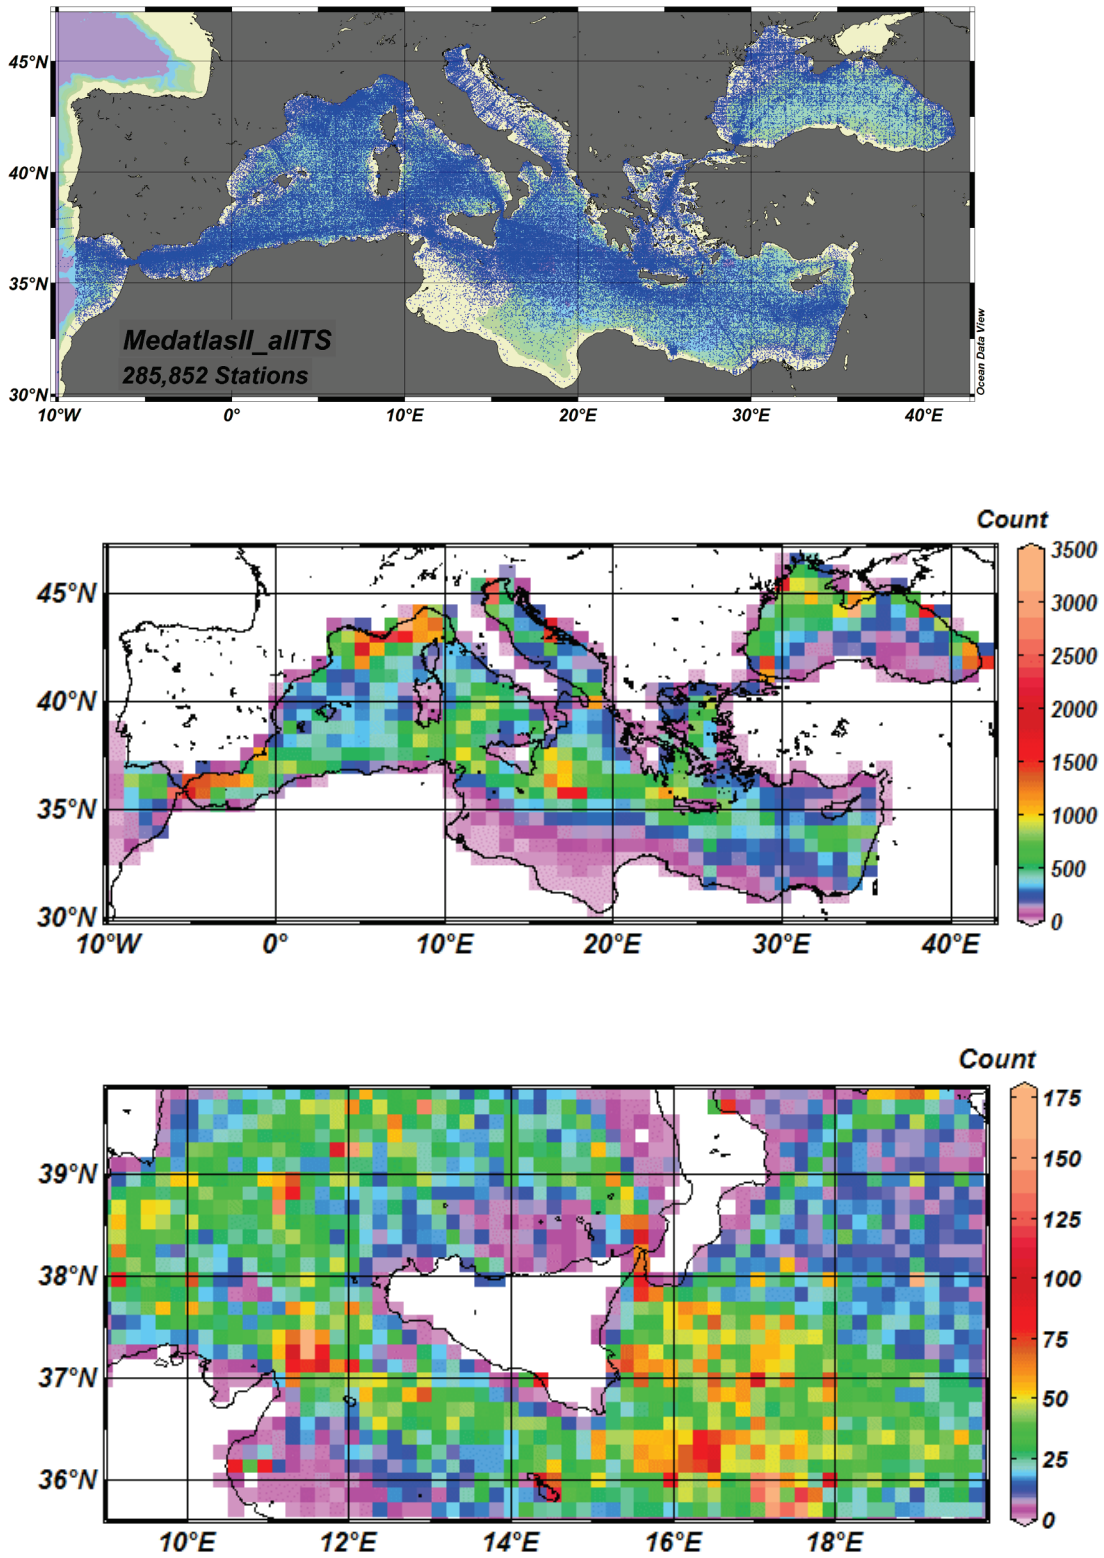 45°N
40°N
35°N
30°N
MedatlasII_allTS
285,852 Stations
Ocean Data View
10°W
0°
10°E
20°E
30°E
40°E
Count
3500
3000
2500
2000
1500
1000
500
0
45°N
40°N
35°N
30°N
10°W
0°
10°E
20°E
30°E
40°E
Count
175
150
125
100
75
50
25
0
39°N
38°N
37°N
36°N
10°E
12°E
14°E
16°E
18°E